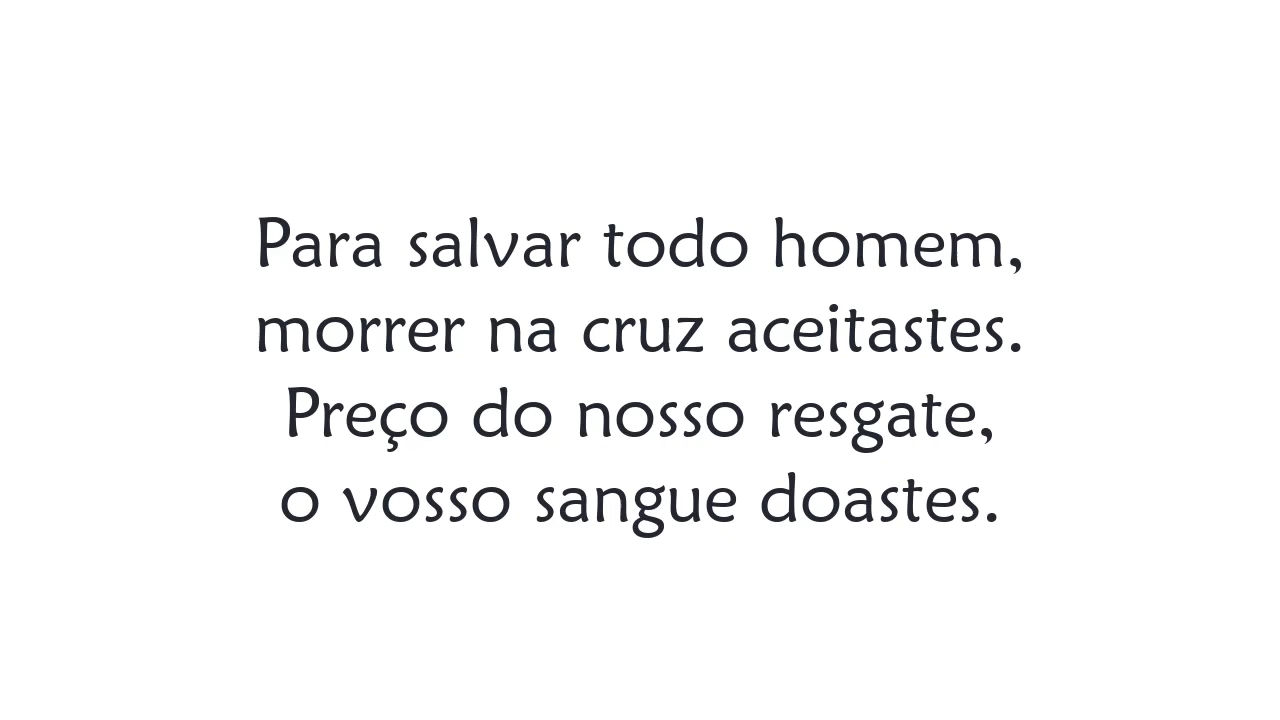 Para salvar todo homem,
morrer na cruz aceitastes.
Preço do nosso resgate,
o vosso sangue doastes.